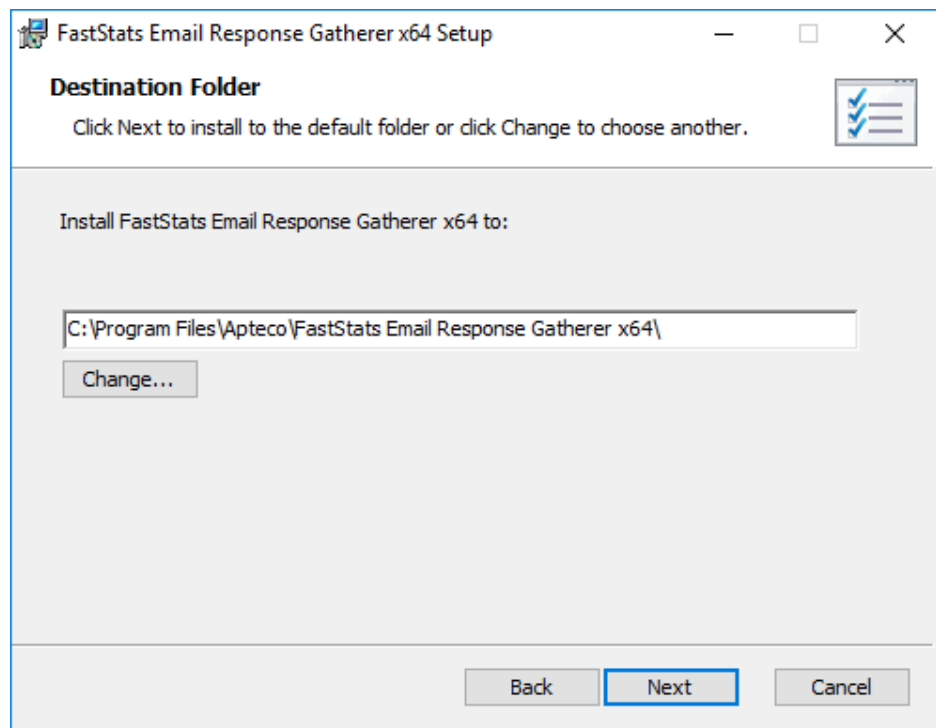 FastStats Email Response Gatherer x64 Setup
Destination Folder
Click Next to install to the default folder or click Change to choose another.
Install FastStats Email Response Gatherer x64 to:
C:\Program Files\Apteco\FastStats Email Response Gatherer x64\
Change...
Back Next Cancel